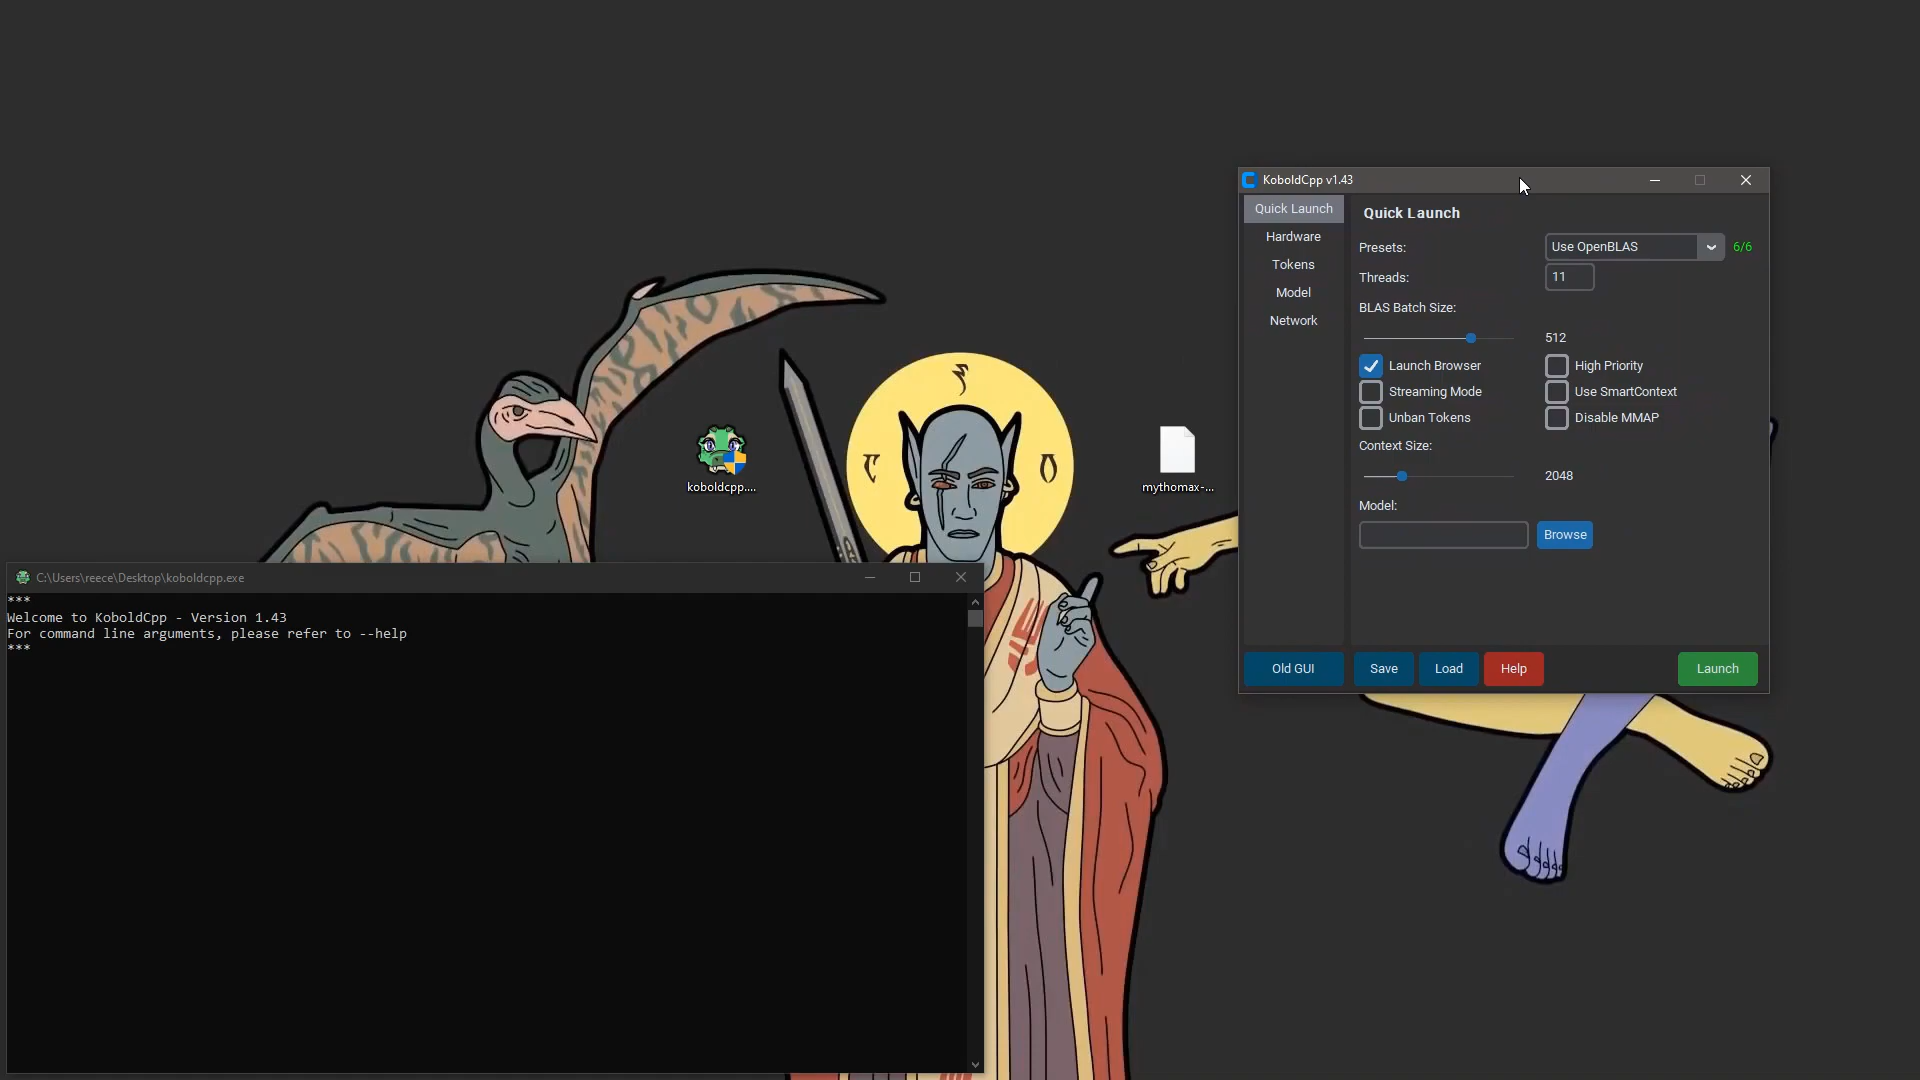 KoboldCpp v1.43
Quick Launch
Hardware
Tokens
Model
Network
Quick Launch
Presets: Use OpenBLAS 6/6
Threads: 11
BLAS Batch Size:
512
Launch Browser High Priority
Streaming Mode Use SmartContext
Unban Tokens Disable MMAP
Context Size:
2048
Model:
Browse
Old GUI Save Load Help Launch
koboldcpp....
mythomax-...
C:\Users\reece\Desktop\koboldcpp.exe
***
Welcome to KoboldCpp - Version 1.43
For command line arguments, please refer to --help
***